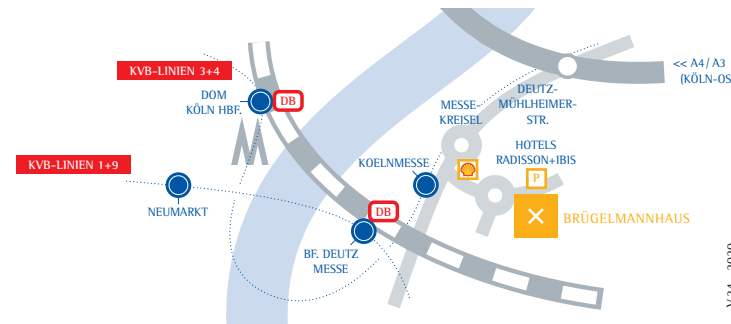 KVB-LINIEN 3+4
<< A4/A3
(KÖLN-OS
DOM
KÖLN HBF.
DB
DEUTZ-
MÜHLHEIMER-
STR.
MESSE-
KREISEL
HOTELS
RADISSON+IBIS
KVB-LINIEN 1+9
KOELNMESSE
P
NEUMARKT
DB
BRÜGELMANNHAUS
BF. DEUTZ
MESSE